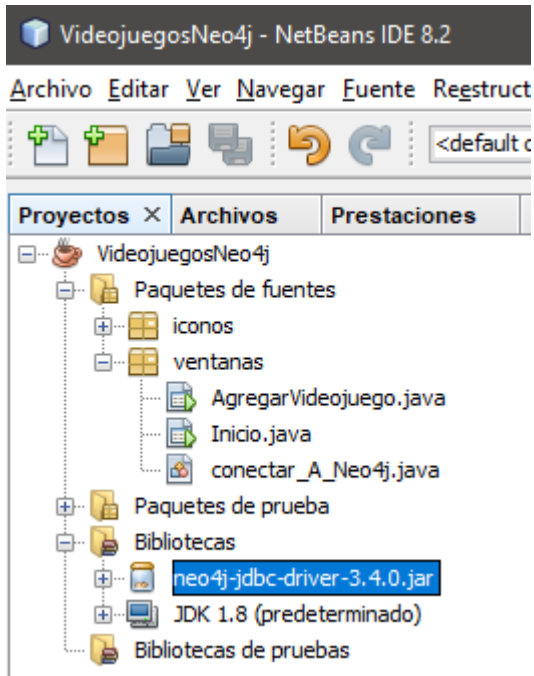 VideojuegosNeo4j - NetBeans IDE 8.2
Archivo Editar Ver Navegar Fuente Reestruct
<default c
Proyectos × Archivos Prestaciones
VideojuegosNeo4j
Paquetes de fuentes
iconos
ventanas
AgregarVideojuego.java
Inicio.java
conectar_A_Neo4j.java
Paquetes de prueba
Bibliotecas
neo4j-jdbc-driver-3.4.0.jar
JDK 1.8 (predeterminado)
Bibliotecas de pruebas